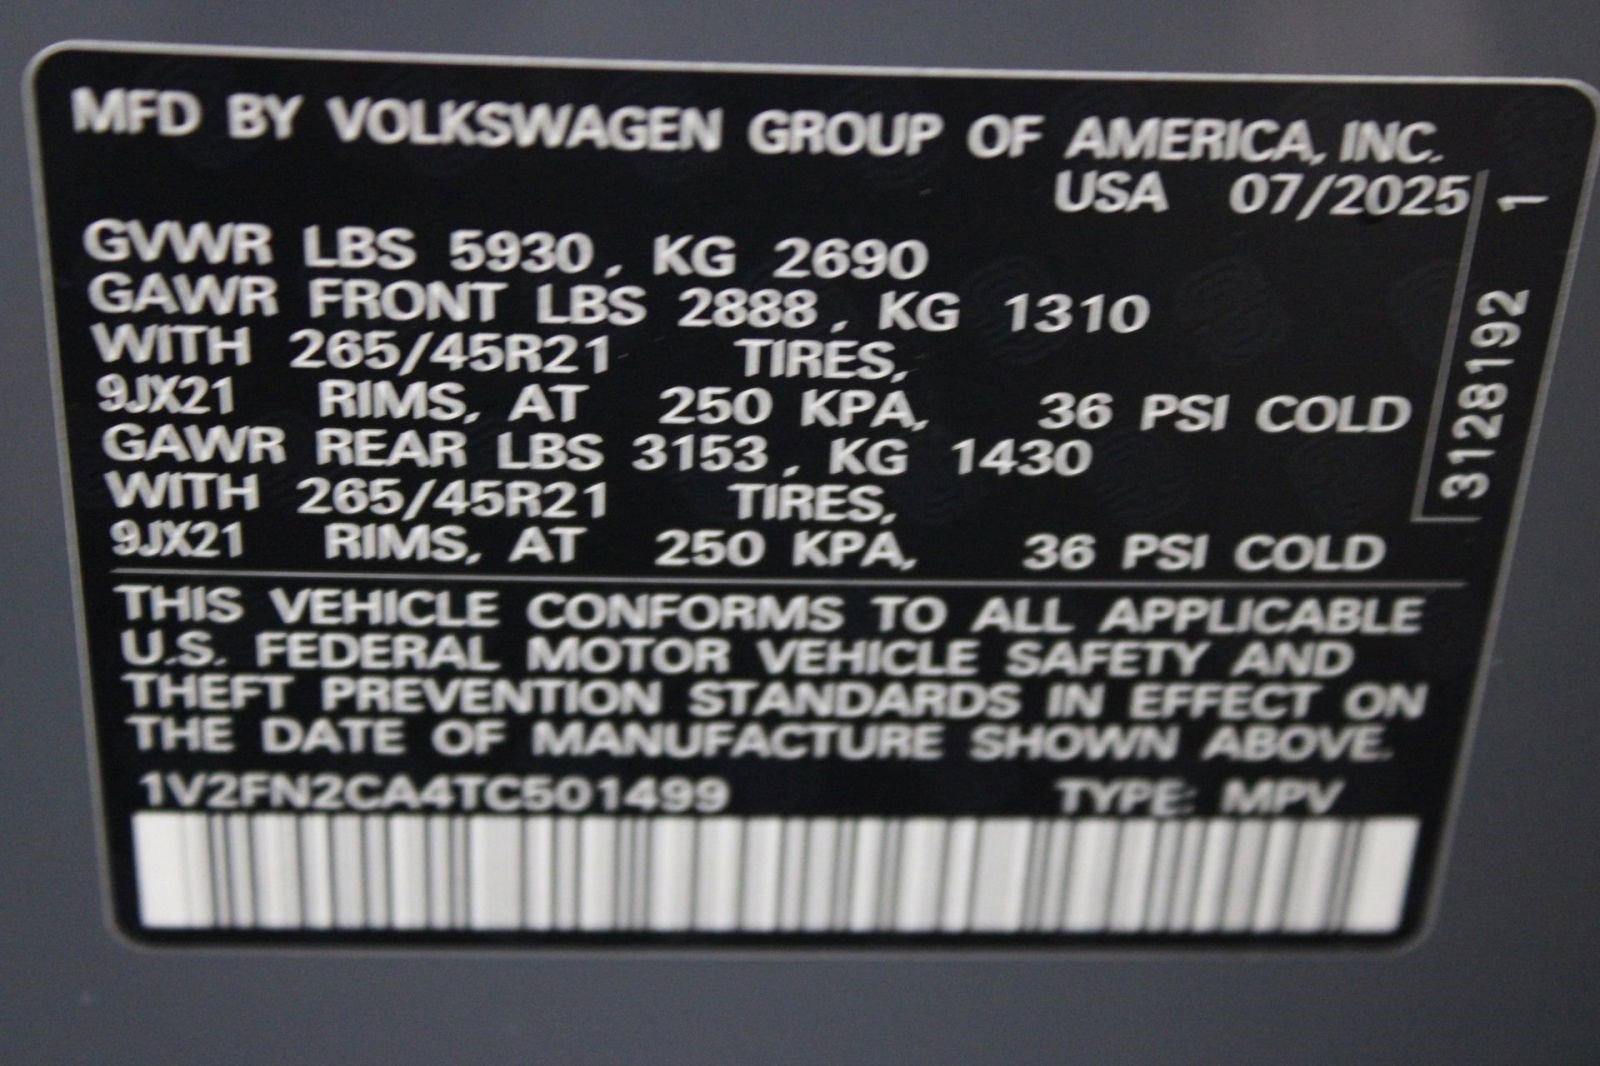 MFD BY VOLKSWAGEN GROUP OF AMERICA, INC.
USA 07/2025
GVWR LBS 5930, KG 2690
GAWR FRONT LBS 2888, KG 1310
WITH 265/45R21 TIRES,
9JX21 RIMS, AT 250 KPA, 36 PSI COLD
GAWR REAR LBS 3153, KG 1430
WITH 265/45R21 TIRES,
9JX21 RIMS, AT 250 KPA, 36 PSI COLD
THIS VEHICLE CONFORMS TO ALL APPLICABLE
U.S. FEDERAL MOTOR VEHICLE SAFETY AND
THEFT PREVENTION STANDARDS IN EFFECT ON
THE DATE OF MANUFACTURE SHOWN ABOVE.
1V2FN2CA4TC501499 TYPE: MPV
3128192 1